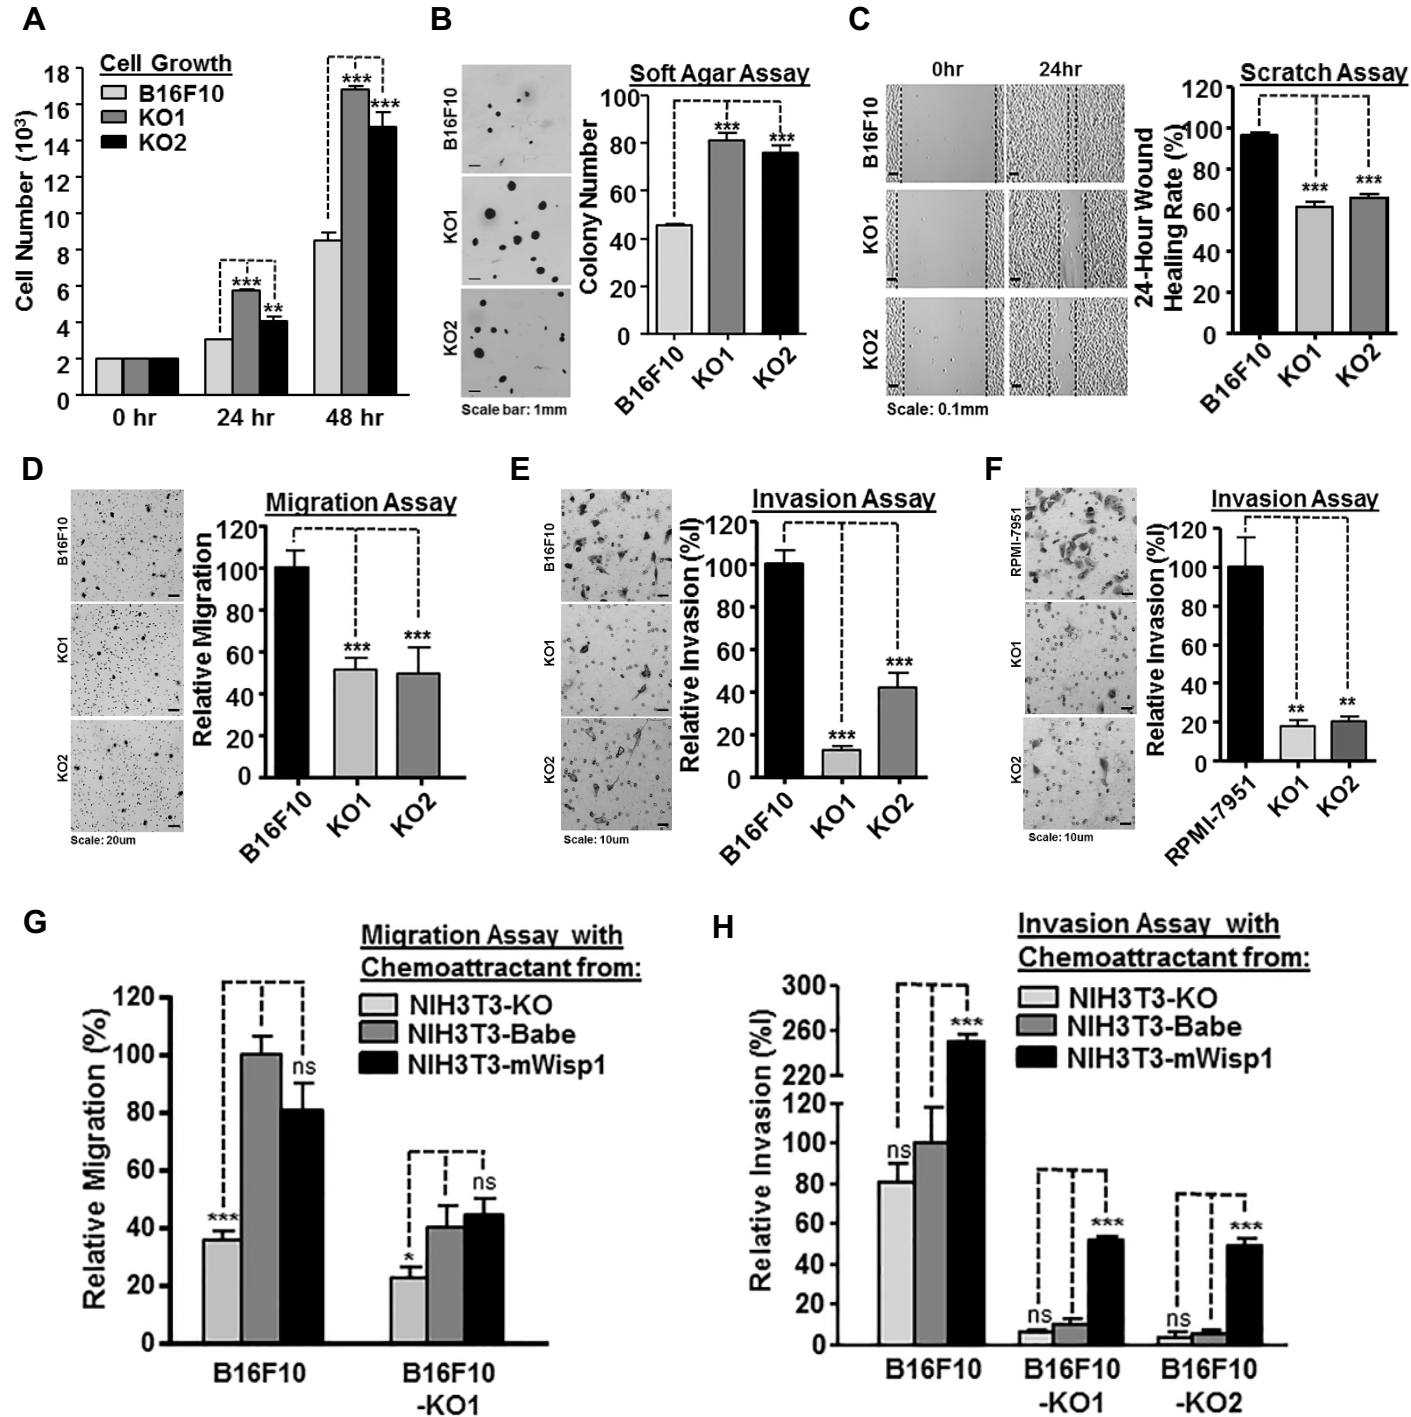 A
Cell Growth
B16F10
KO1
KO2
Cell Number (10³)
18
16
14
12
10
8
6
4
2
0
***
**
***
***
0 hr
24 hr
48 hr
B
B16F10
KO1
KO2
Scale bar: 1mm
Soft Agar Assay
Colony Number
100
80
60
40
20
0
***
***
B16F10
KO1
KO2
C
0hr
24hr
B16F10
KO1
KO2
Scale: 0.1mm
Scratch Assay
24-Hour Wound
Healing Rate (%)
120
100
80
60
40
20
0
***
***
B16F10
KO1
KO2
D
B16F10
KO1
KO2
Scale: 20um
Migration Assay
Relative Migration
120
100
80
60
40
20
0
***
***
B16F10
KO1
KO2
E
B16F10
KO1
KO2
Scale: 10um
Invasion Assay
Relative Invasion (%l)
120
100
80
60
40
20
0
***
***
B16F10
KO1
KO2
F
RPMI-7951
KO1
KO2
Scale: 10um
Invasion Assay
Relative Invasion (%l)
120
100
80
60
40
20
0
**
**
RPMI-7951
KO1
KO2
G
Migration Assay with
Chemoattractant from:
NIH3T3-KO
NIH3T3-Babe
NIH3T3-mWisp1
Relative Migration (%)
120
100
80
60
40
20
0
***
ns
*
ns
B16F10
B16F10
-KO1
H
Invasion Assay with
Chemoattractant from:
NIH3T3-KO
NIH3T3-Babe
NIH3T3-mWisp1
Relative Invasion (%l)
300
260
220
120
100
80
60
40
20
0
ns
***
ns
***
ns
***
B16F10
B16F10
-KO1
B16F10
-KO2